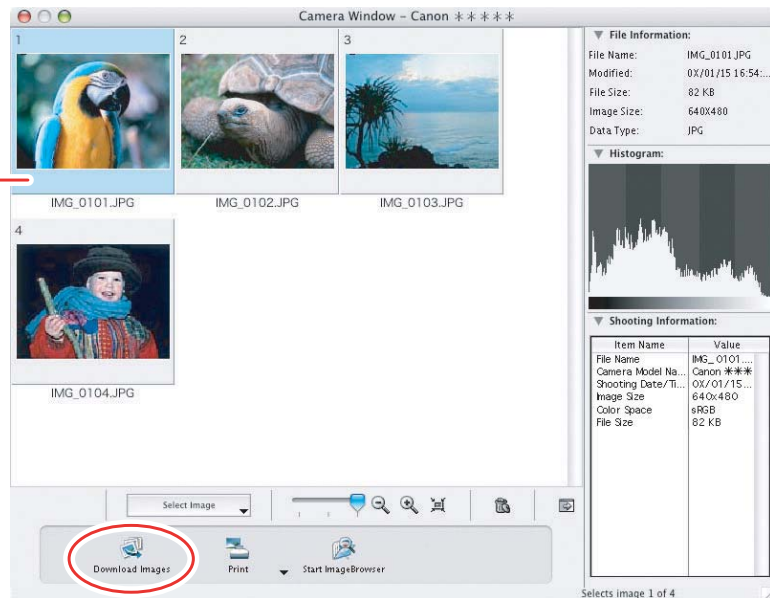 Camera Window – Canon ＊＊＊＊＊
1
2
3
IMG_0101.JPG
IMG_0102.JPG
IMG_0103.JPG
4
IMG_0104.JPG
Select Image
Download Images
Print
Start ImageBrowser
▼ File Information:
File Name: IMG_0101.JPG
Modified: 0X/01/15 16:54:...
File Size: 82 KB
Image Size: 640X480
Data Type: JPG
▼ Histogram:
▼ Shooting Information:
Item Name Value
File Name IMG_0101....
Camera Model Na... Canon ＊＊＊
Shooting Date/Ti... 0X/01/15...
Image Size 640x480
Color Space sRGB
File Size 82 KB
Selects image 1 of 4